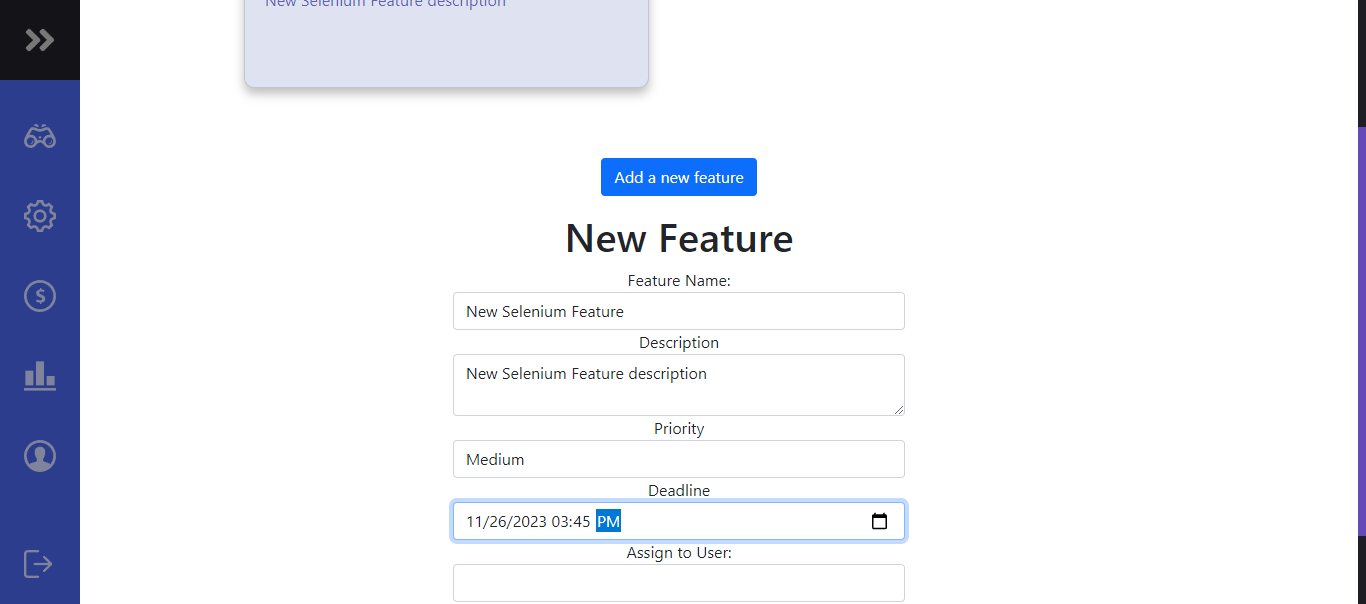 New Selenium Feature description
Add a new feature
New Feature
Feature Name:
New Selenium Feature
Description
New Selenium Feature description
Priority
Medium
Deadline
11/26/2023 03:45 PM
Assign to User: